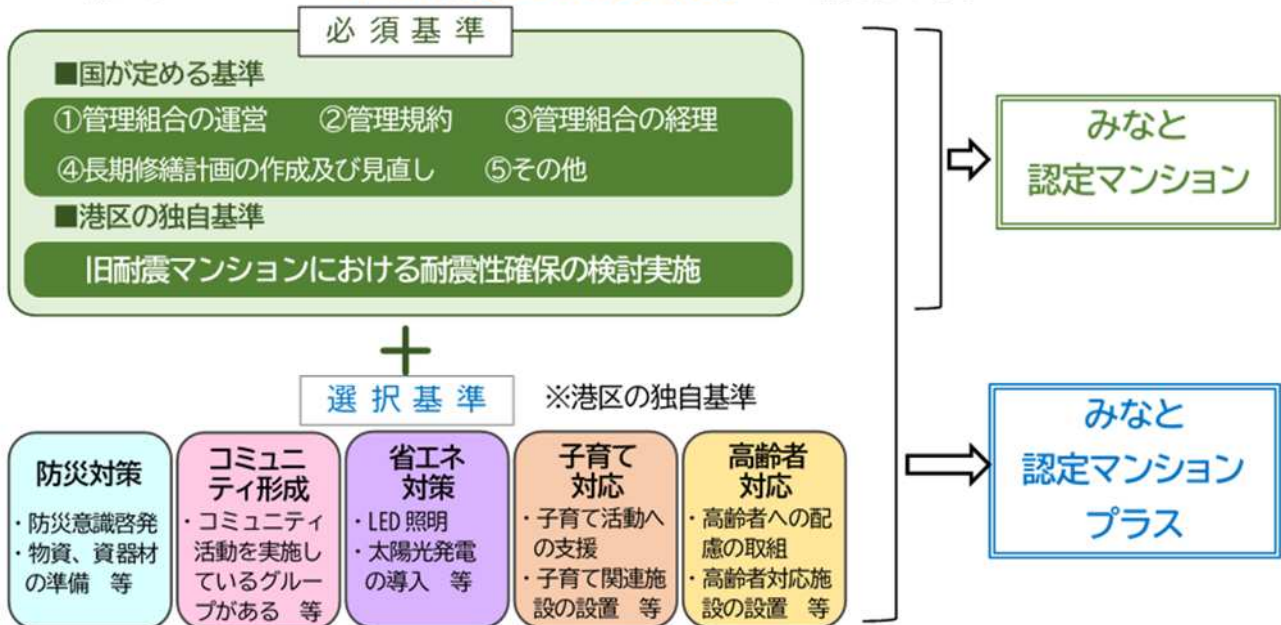 必須基準
■国が定める基準
①管理組合の運営 ②管理規約 ③管理組合の経理
④長期修繕計画の作成及び見直し ⑤その他
■港区の独自基準
旧耐震マンションにおける耐震性確保の検討実施
みなと
認定マンション
+
選択基準 ※港区の独自基準
防災対策
・防災意識啓発
・物資、資器材
の準備 等
コミュニ
ティ形成
・コミュニティ
活動を実施し
ているグルー
プがある 等
省エネ
対策
・LED照明
・太陽光発電
の導入 等
子育て
対応
・子育て活動へ
の支援
・子育て関連施
設の設置 等
高齢者
対応
・高齢者への配
慮の取組
・高齢者対応施
設の設置 等
みなと
認定マンション
プラス